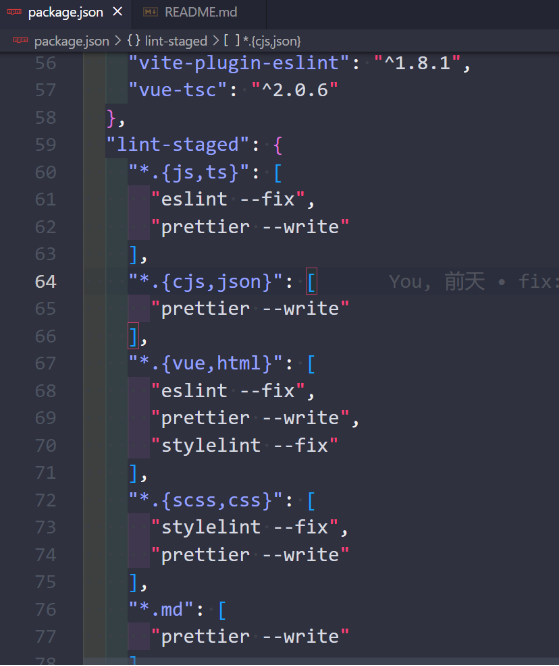 package.json × README.md
package.json > {} lint-staged > [ ] *.{cjs,json}
56 "vite-plugin-eslint": "^1.8.1",
57 "vue-tsc": "^2.0.6"
58 },
59 "lint-staged": {
60 "*.{js,ts}": [
61 "eslint --fix",
62 "prettier --write"
63 ],
64 "*.{cjs,json}": [ You, 前天 • fix:
65 "prettier --write"
66 ],
67 "*.{vue,html}": [
68 "eslint --fix",
69 "prettier --write",
70 "stylelint --fix"
71 ],
72 "*.{scss,css}": [
73 "stylelint --fix",
74 "prettier --write"
75 ],
76 "*.md": [
77 "prettier --write"
78 ]